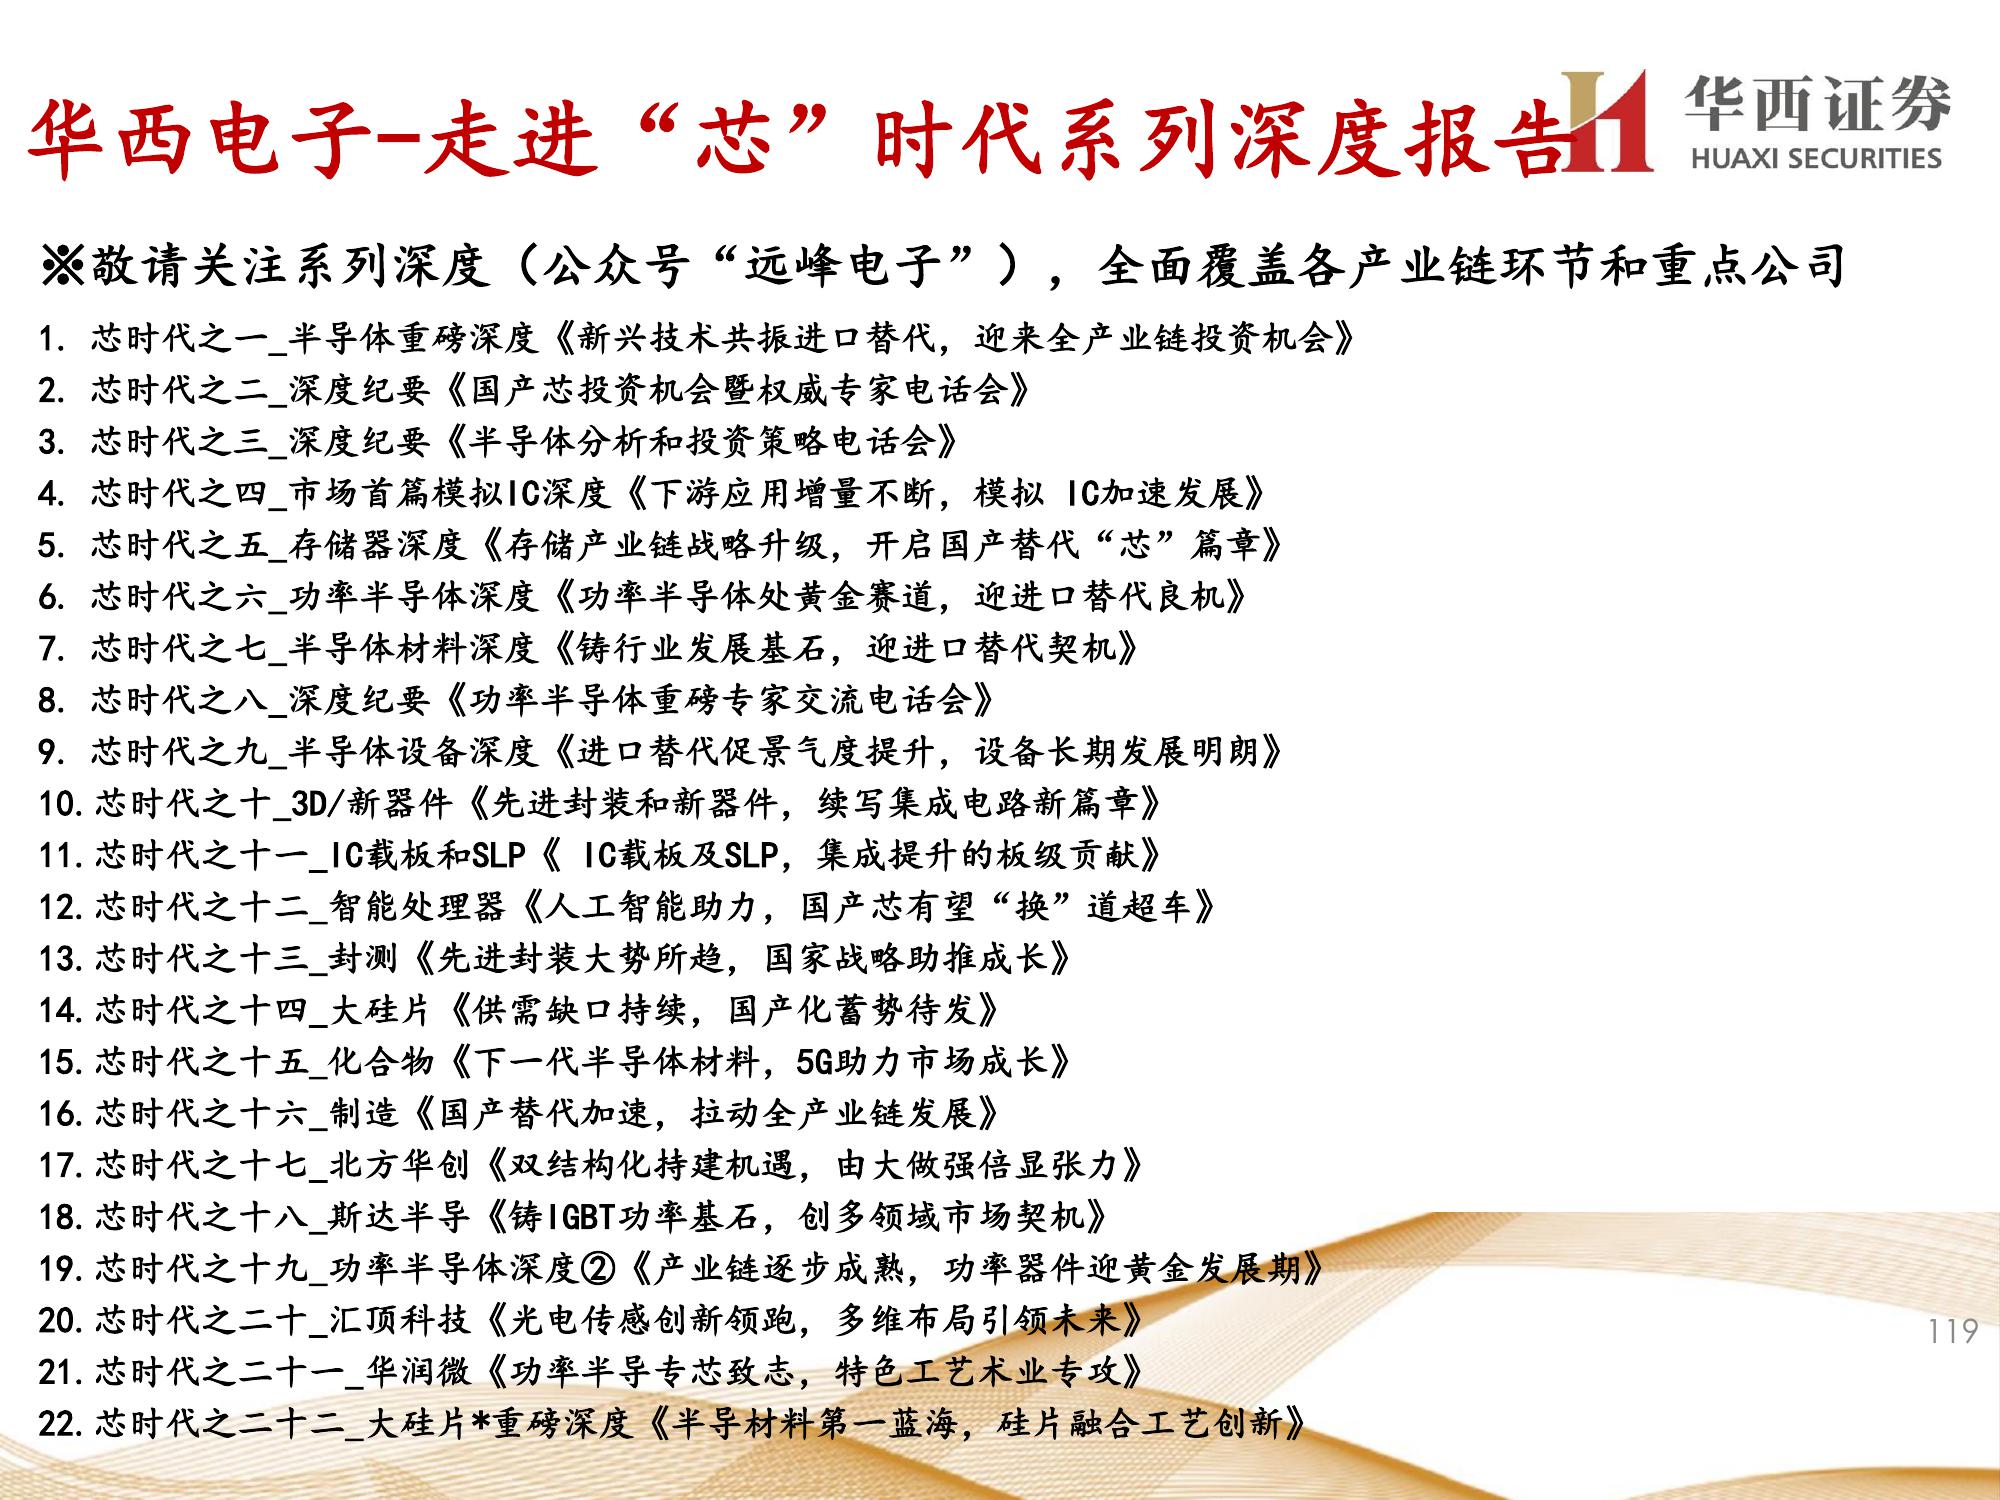 华西电子-走进“芯”时代系列深度报告
华西证券
HUAXI SECURITIES
※敬请关注系列深度（公众号“远峰电子”），全面覆盖各产业链环节和重点公司
1. 芯时代之一_半导体重磅深度《新兴技术共振进口替代，迎来全产业链投资机会》
2. 芯时代之二_深度纪要《国产芯投资机会暨权威专家电话会》
3. 芯时代之三_深度纪要《半导体分析和投资策略电话会》
4. 芯时代之四_市场首篇模拟IC深度《下游应用增量不断，模拟 IC加速发展》
5. 芯时代之五_存储器深度《存储产业链战略升级，开启国产替代“芯”篇章》
6. 芯时代之六_功率半导体深度《功率半导体处黄金赛道，迎进口替代良机》
7. 芯时代之七_半导体材料深度《铸行业发展基石，迎进口替代契机》
8. 芯时代之八_深度纪要《功率半导体重磅专家交流电话会》
9. 芯时代之九_半导体设备深度《进口替代促景气度提升，设备长期发展明朗》
10.芯时代之十_3D/新器件《先进封装和新器件，续写集成电路新篇章》
11.芯时代之十一_IC载板和SLP《 IC载板及SLP，集成提升的板级贡献》
12.芯时代之十二_智能处理器《人工智能助力，国产芯有望“换”道超车》
13.芯时代之十三_封测《先进封装大势所趋，国家战略助推成长》
14.芯时代之十四_大硅片《供需缺口持续，国产化蓄势待发》
15.芯时代之十五_化合物《下一代半导体材料，5G助力市场成长》
16.芯时代之十六_制造《国产替代加速，拉动全产业链发展》
17.芯时代之十七_北方华创《双结构化持建机遇，由大做强倍显张力》
18.芯时代之十八_斯达半导《铸IGBT功率基石，创多领域市场契机》
19.芯时代之十九_功率半导体深度②《产业链逐步成熟，功率器件迎黄金发展期》
20.芯时代之二十_汇顶科技《光电传感创新领跑，多维布局引领未来》
21.芯时代之二十一_华润微《功率半导专芯致志，特色工艺术业专攻》
22.芯时代之二十二_大硅片*重磅深度《半导材料第一蓝海，硅片融合工艺创新》
119